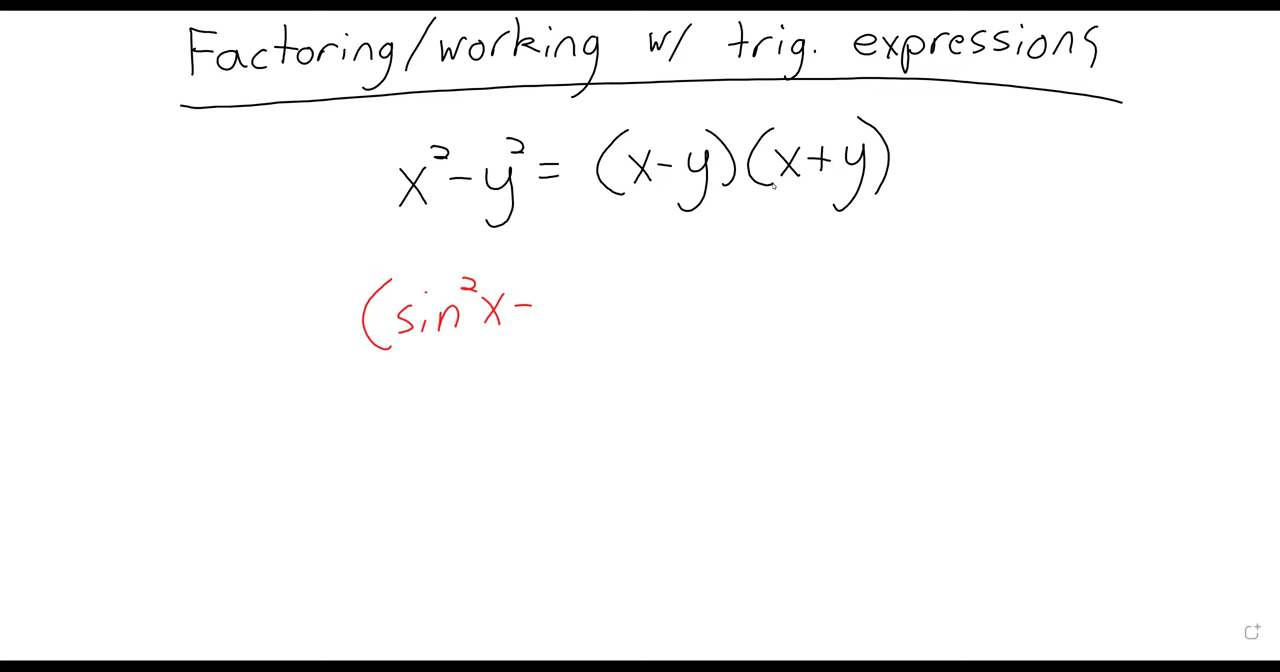 Factoring/working w/ trig. expressions
x² - y² = (x-y)(x+y)
(sin²x -